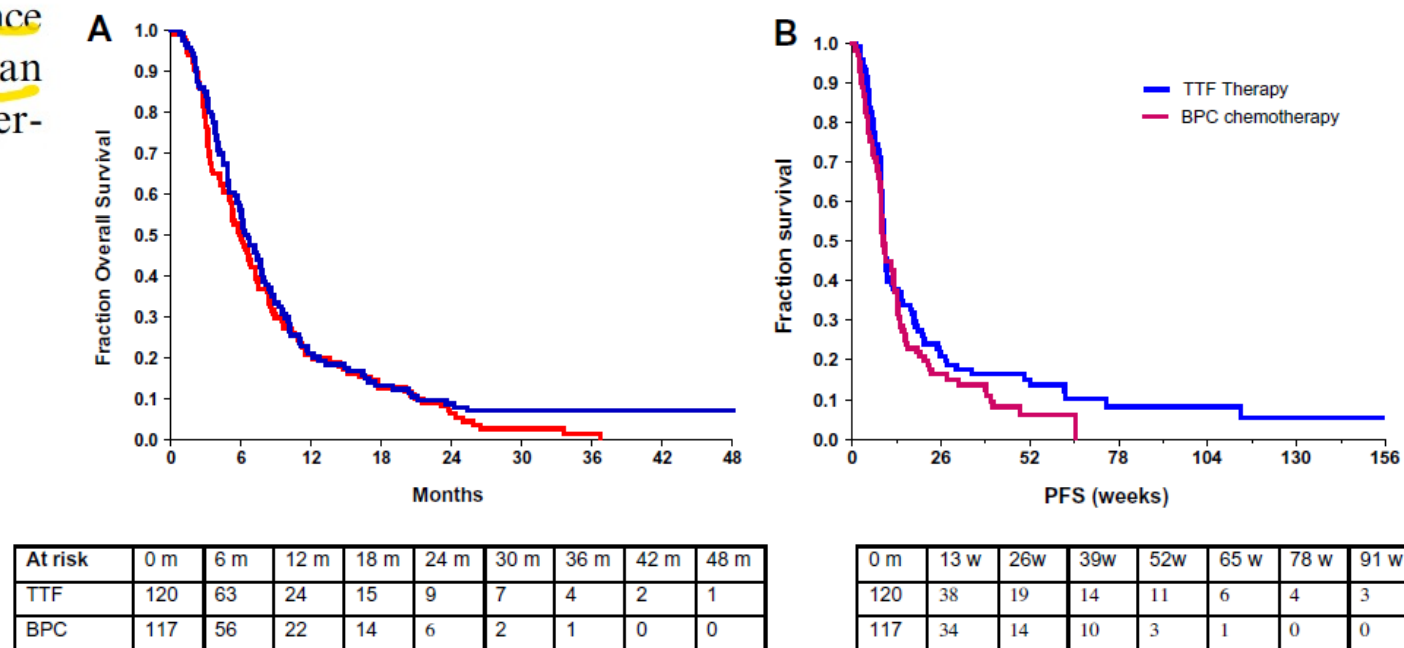 nce
an
er-
A
Fraction Overall Survival
1.0
0.9
0.8
0.7
0.6
0.5
0.4
0.3
0.2
0.1
0.0
0 6 12 18 24 30 36 42 48
Months
B
TTF Therapy
BPC chemotherapy
Fraction survival
1.0
0.9
0.8
0.7
0.6
0.5
0.4
0.3
0.2
0.1
0.0
0 26 52 78 104 130 156
PFS (weeks)
At risk 0 m 6 m 12 m 18 m 24 m 30 m 36 m 42 m 48 m
TTF 120 63 24 15 9 7 4 2 1
BPC 117 56 22 14 6 2 1 0 0
0 m 13 w 26w 39w 52w 65 w 78 w 91 w
120 38 19 14 11 6 4 3
117 34 14 10 3 1 0 0